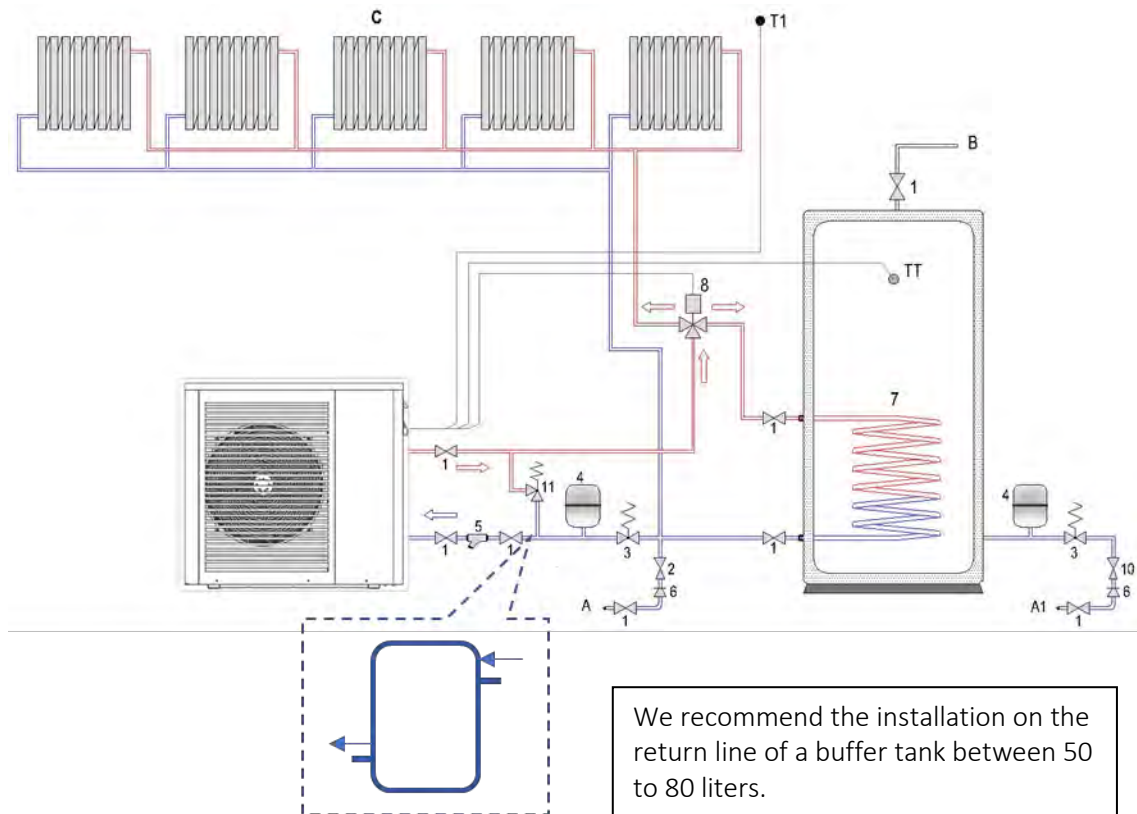 C
T1
B
1
TT
8
7
1
1
11
4
4
5
1
1
3
1
3
2
10
6
6
A
1
A1
1
We recommend the installation on the
return line of a buffer tank between 50
to 80 liters.